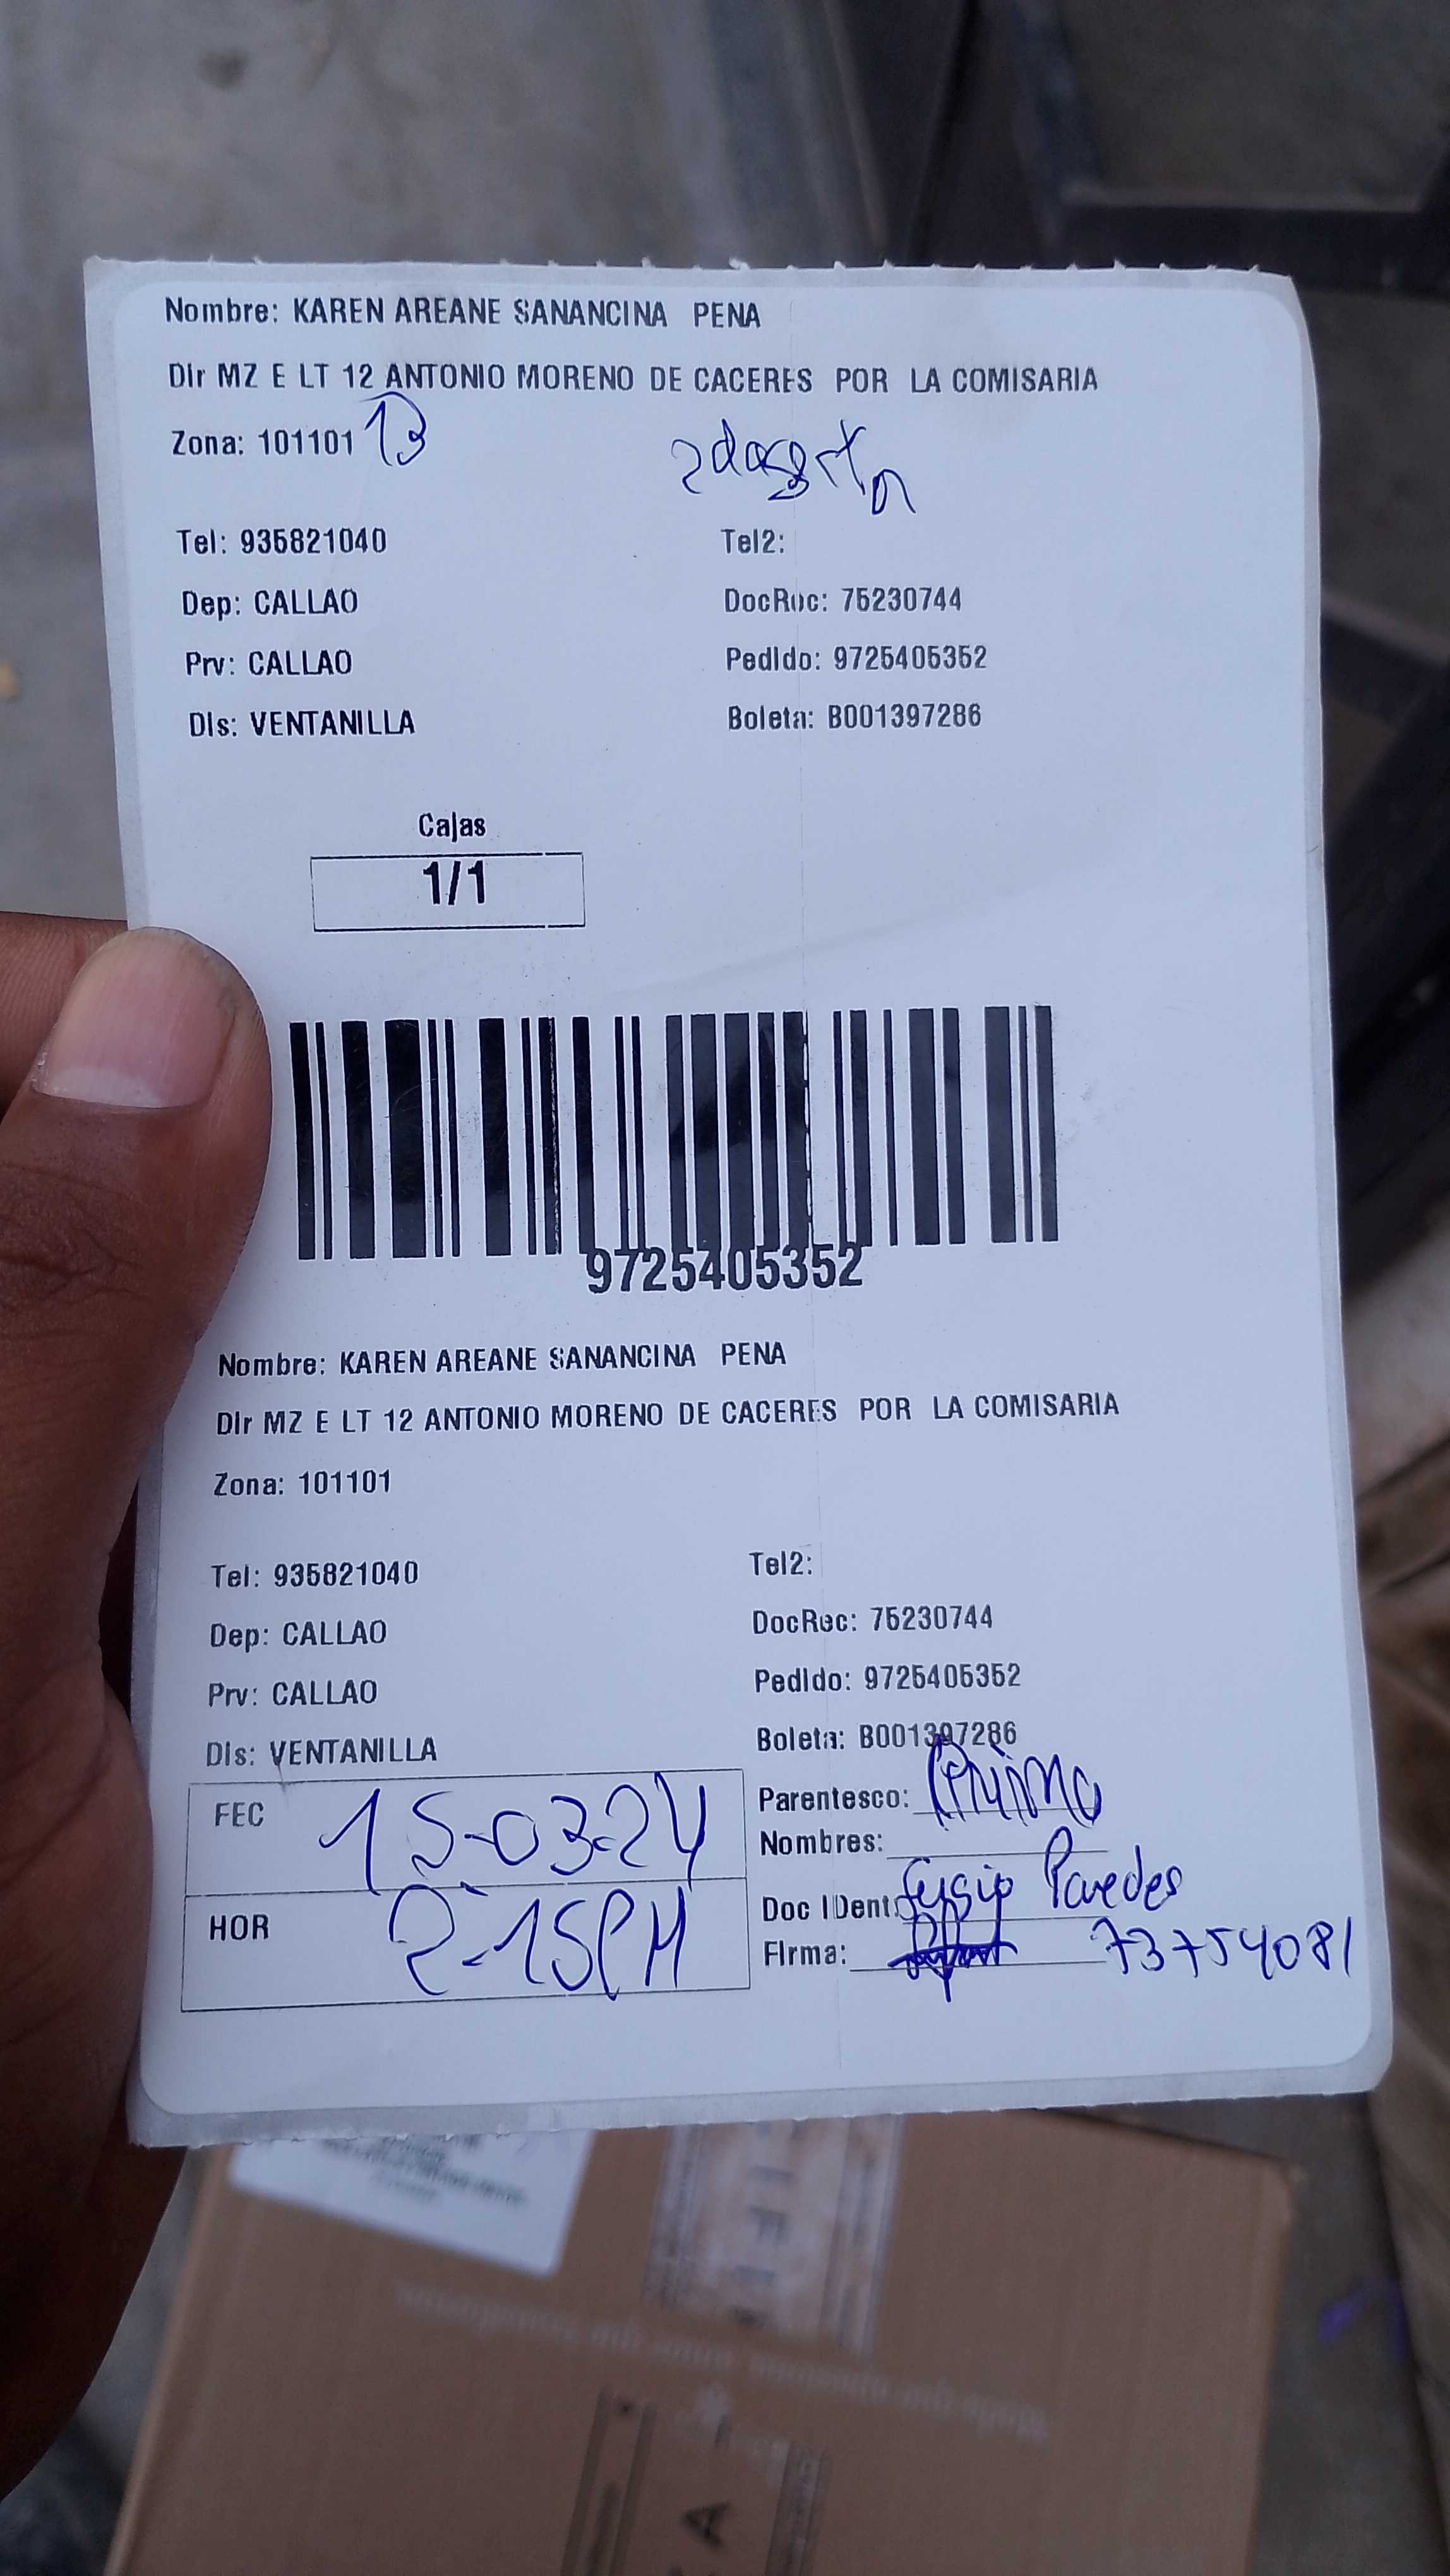 Nombre: KAREN AREANE SANANCINA PENA
Dir MZ E LT 12 ANTONIO MORENO DE CACERES POR LA COMISARIA
Zona: 101101 13
Tel: 935821040 Tel2:
Dep: CALLAO DocRec: 75230744
Prv: CALLAO Pedido: 9725405352
Dis: VENTANILLA Boleta: B001397286
Cajas
1/1
9725405352
Nombre: KAREN AREANE SANANCINA PENA
Dir MZ E LT 12 ANTONIO MORENO DE CACERES POR LA COMISARIA
Zona: 101101
Tel: 935821040 Tel2:
Dep: CALLAO DocRec: 75230744
Prv: CALLAO Pedido: 9725405352
Dis: VENTANILLA Boleta: B001397286
FEC 15-03-24 Parentesco: Prima
Nombres:
Doc IDent: Paredes
HOR 2:15PM Firma: 73754081